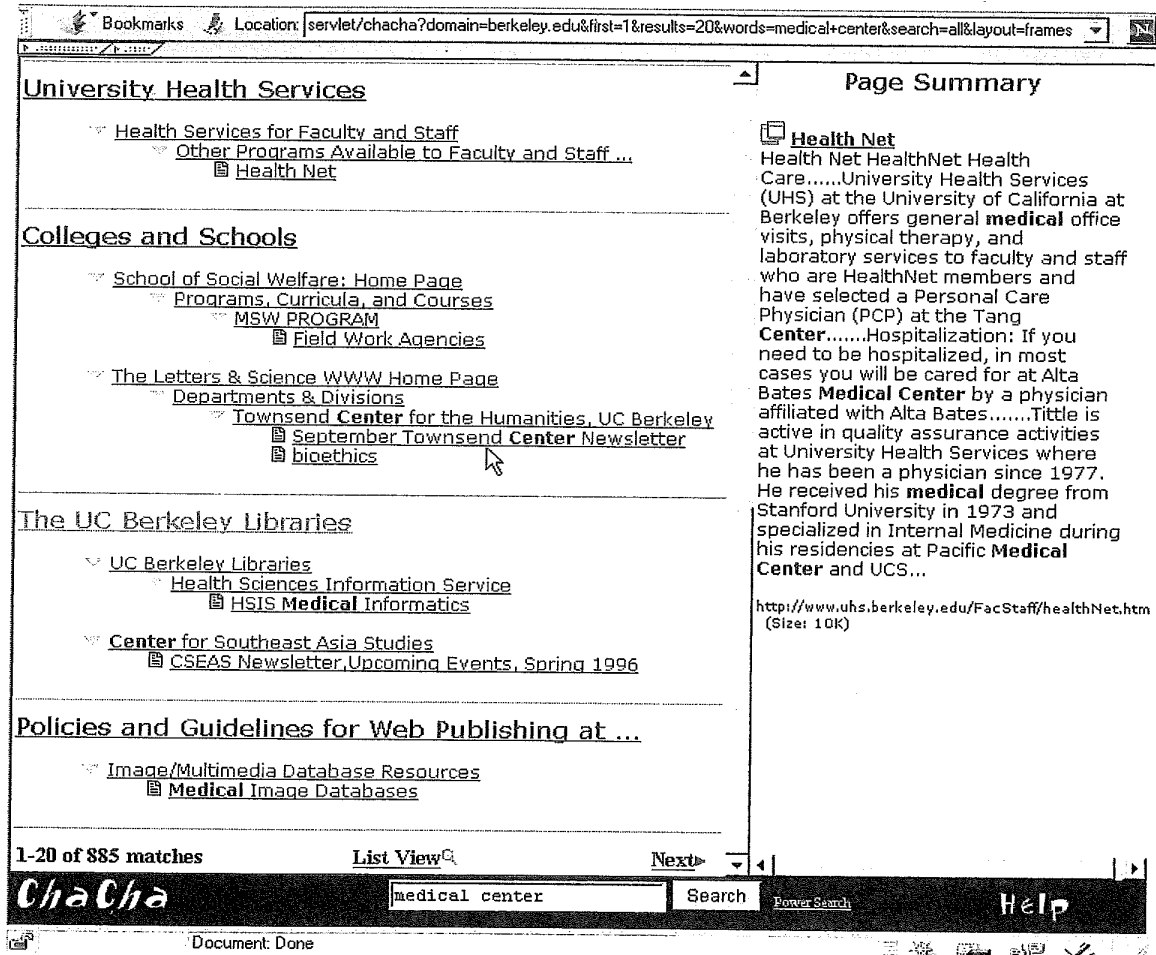 Bookmarks Location: servlet/chacha?domain=berkeley.edu&first=1&results=20&words=medical+center&search=all&layout=frames
University Health Services
Health Services for Faculty and Staff
Other Programs Available to Faculty and Staff ...
Health Net
Colleges and Schools
School of Social Welfare: Home Page
Programs, Curricula, and Courses
MSW PROGRAM
Field Work Agencies
The Letters & Science WWW Home Page
Departments & Divisions
Townsend Center for the Humanities, UC Berkeley
September Townsend Center Newsletter
bioethics
The UC Berkeley Libraries
UC Berkeley Libraries
Health Sciences Information Service
HSIS Medical Informatics
Center for Southeast Asia Studies
CSEAS Newsletter,Upcoming Events, Spring 1996
Policies and Guidelines for Web Publishing at ...
Image/Multimedia Database Resources
Medical Image Databases
1-20 of 885 matches List View Next
Page Summary
Health Net
Health Net HealthNet Health
Care......University Health Services
(UHS) at the University of California at
Berkeley offers general medical office
visits, physical therapy, and
laboratory services to faculty and staff
who are HealthNet members and
have selected a Personal Care
Physician (PCP) at the Tang
Center.......Hospitalization: If you
need to be hospitalized, in most
cases you will be cared for at Alta
Bates Medical Center by a physician
affiliated with Alta Bates.......Tittle is
active in quality assurance activities
at University Health Services where
he has been a physician since 1977.
He received his medical degree from
Stanford University in 1973 and
specialized in Internal Medicine during
his residencies at Pacific Medical
Center and UCS...
http://www.uhs.berkeley.edu/FacStaff/healthNet.htm
(Size: 10K)
ChaCha medical center Search Power Search Help
Document: Done